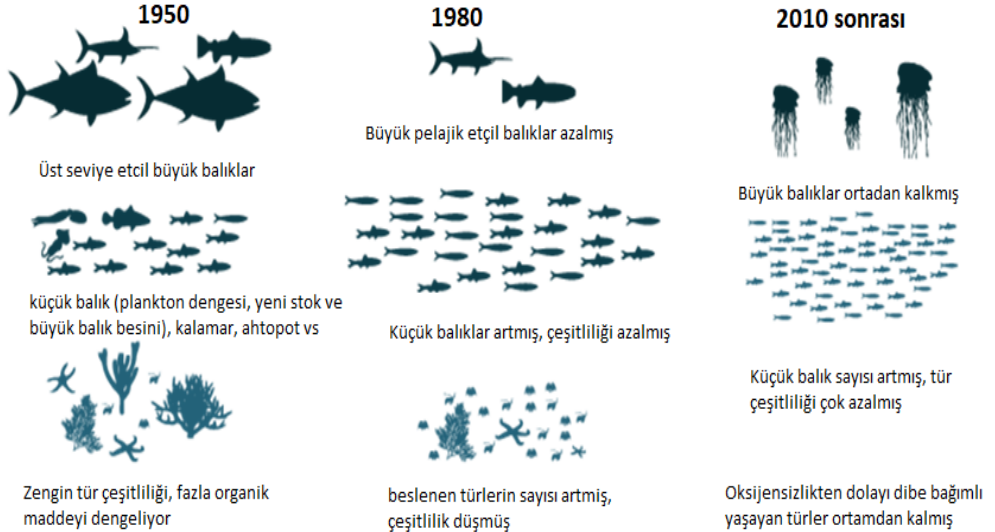 1950
1980
2010 sonrası
Üst seviye etcil büyük balıklar
Büyük pelajik etçil balıklar azalmış
Büyük balıklar ortadan kalkmış
küçük balık (plankton dengesi, yeni stok ve
büyük balık besini), kalamar, ahtopot vs
Küçük balıklar artmış, çeşitliliği azalmış
Küçük balık sayısı artmış, tür
çeşitliliği çok azalmış
Zengin tür çeşitliliği, fazla organik
maddeyi dengeliyor
beslenen türlerin sayısı artmiş,
çeşitlilik düşmüş
Oksijensizlikten dolayı dibe bağımlı
yaşayan türler ortamdan kalmış